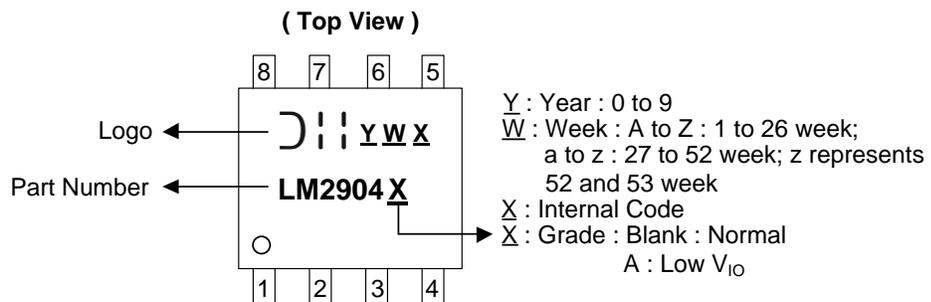 ( Top View )
8 7 6 5
Logo
Y W X
Part Number
LM2904 X
1 2 3 4
Y : Year : 0 to 9
W : Week : A to Z : 1 to 26 week;
a to z : 27 to 52 week; z represents
52 and 53 week
X : Internal Code
X : Grade : Blank : Normal
A : Low VIO